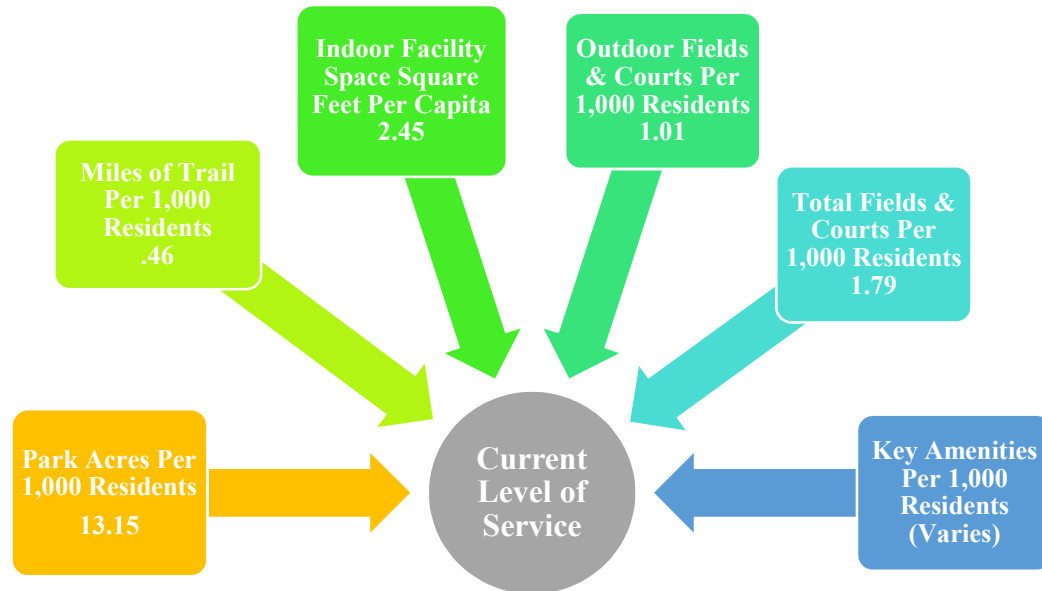 Indoor Facility
Space Square
Feet Per Capita
2.45
Outdoor Fields
& Courts Per
1,000 Residents
1.01
Miles of Trail
Per 1,000
Residents
.46
Total Fields &
Courts Per
1,000 Residents
1.79
Park Acres Per
1,000 Residents
13.15
Current
Level of
Service
Key Amenities
Per 1,000
Residents
(Varies)